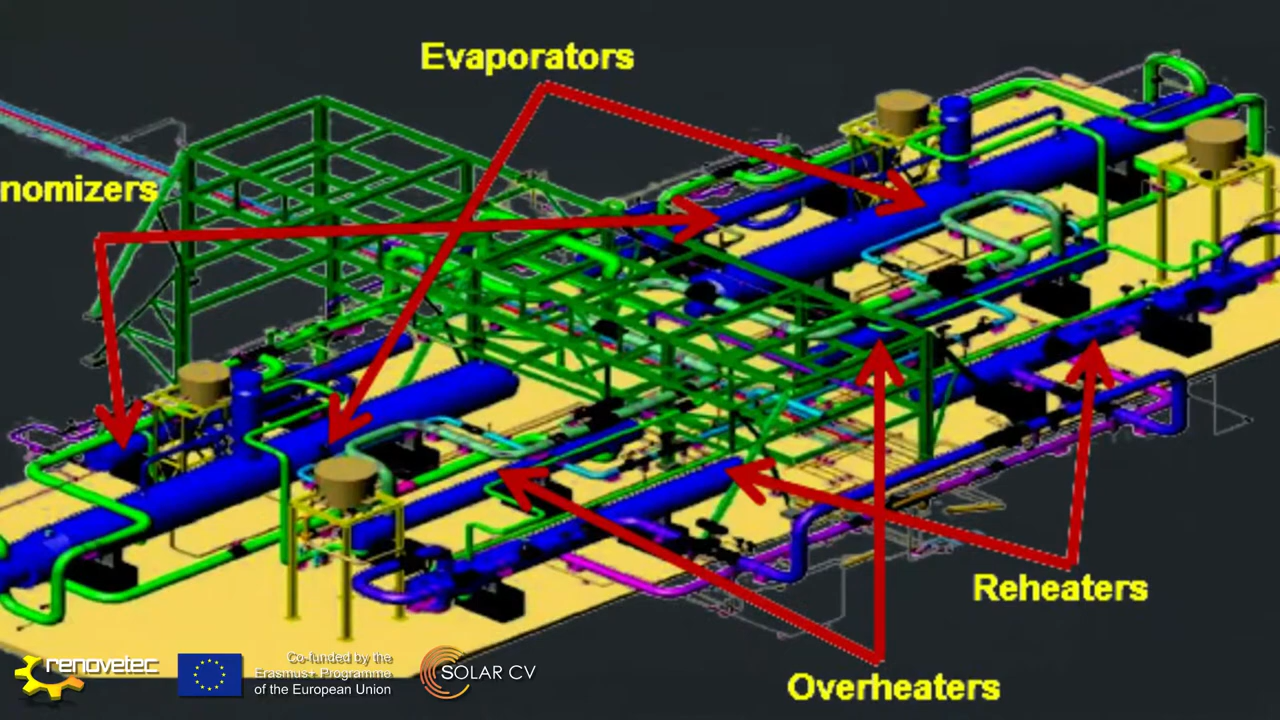 Evaporators
nomizers
Reheaters
Overheaters
renovetec
Co-funded by the
Erasmus+ Programme
of the European Union
SOLAR CV